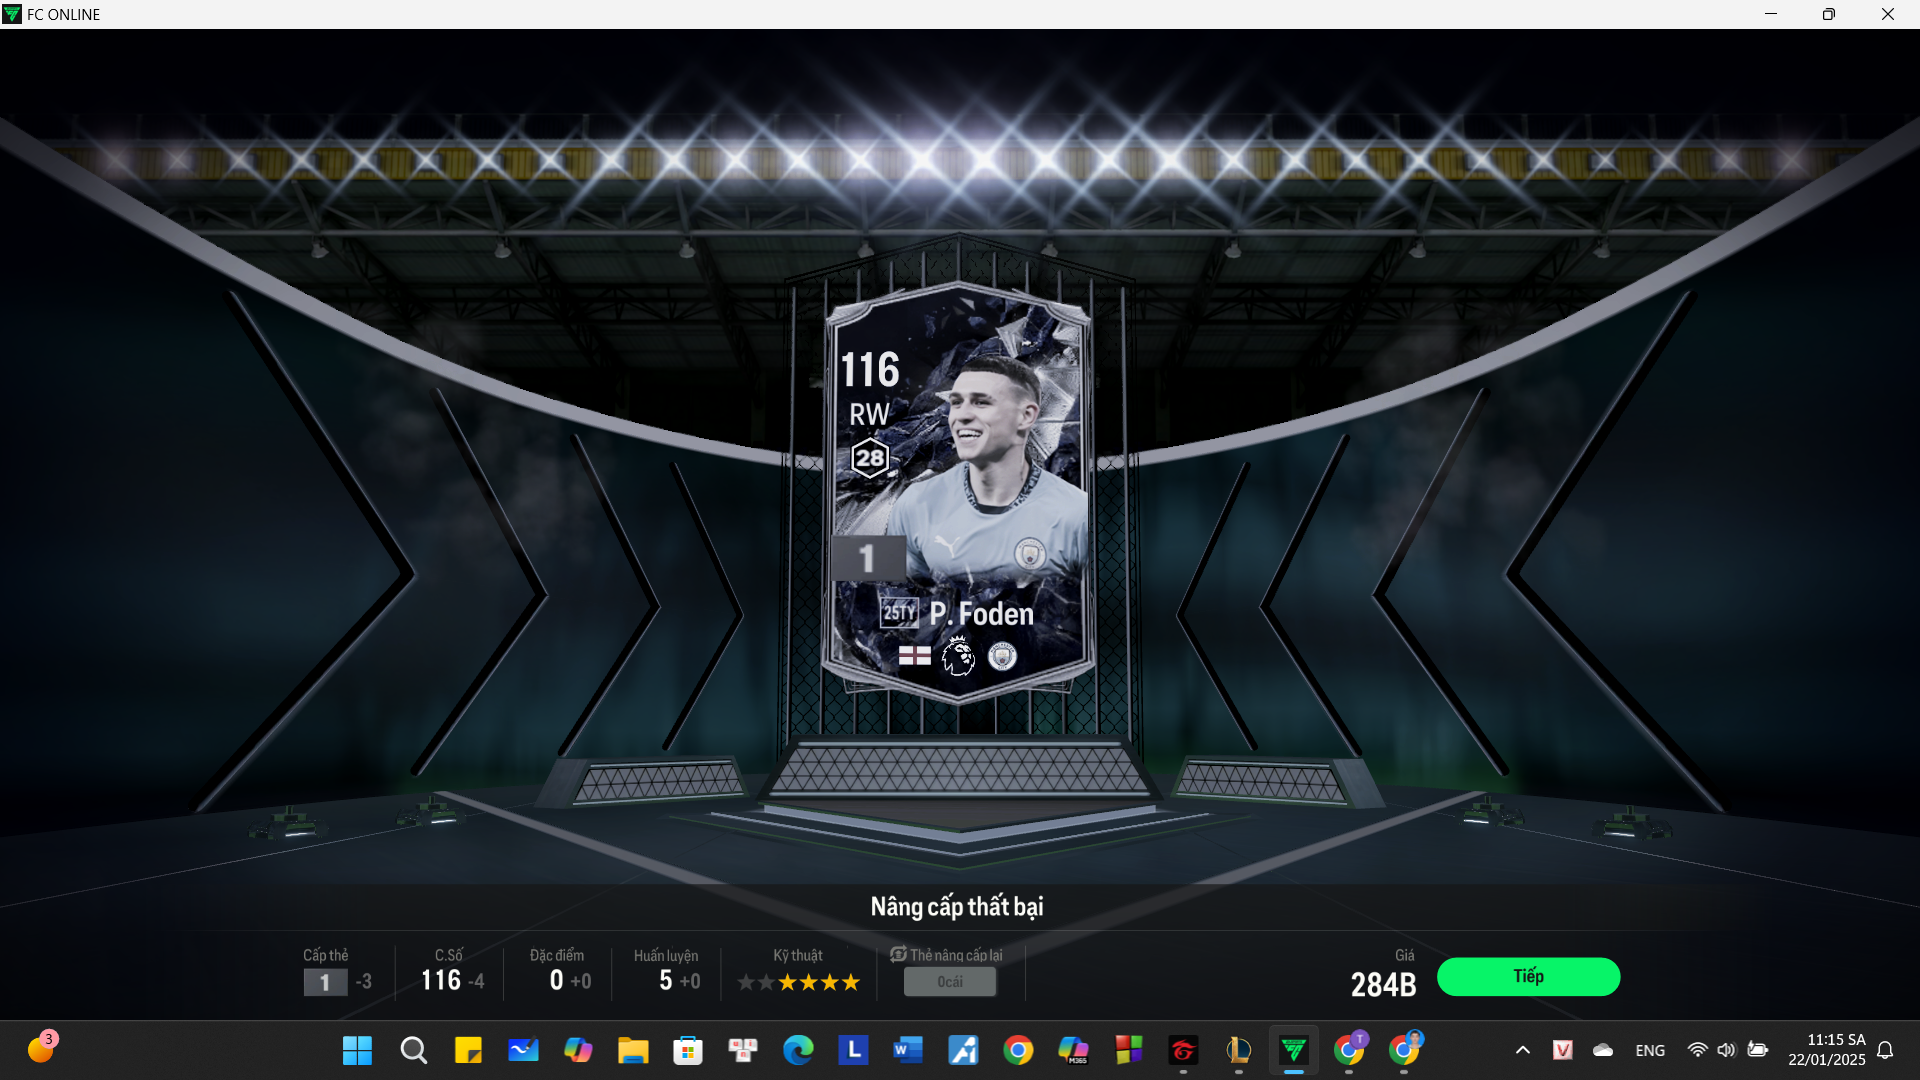 FC ONLINE
116
RW
28
1
25TY P. Foden
Nâng cấp thất bại
Cấp thẻ
1 -3
C.Số
116 -4
Đặc điểm
0 +0
Huấn luyện
5 +0
Kỹ thuật
Thẻ nâng cấp lại
0cái
Giá
284B
Tiếp
3
L
W
M365
T
V
ENG
11:15 SA
22/01/2025